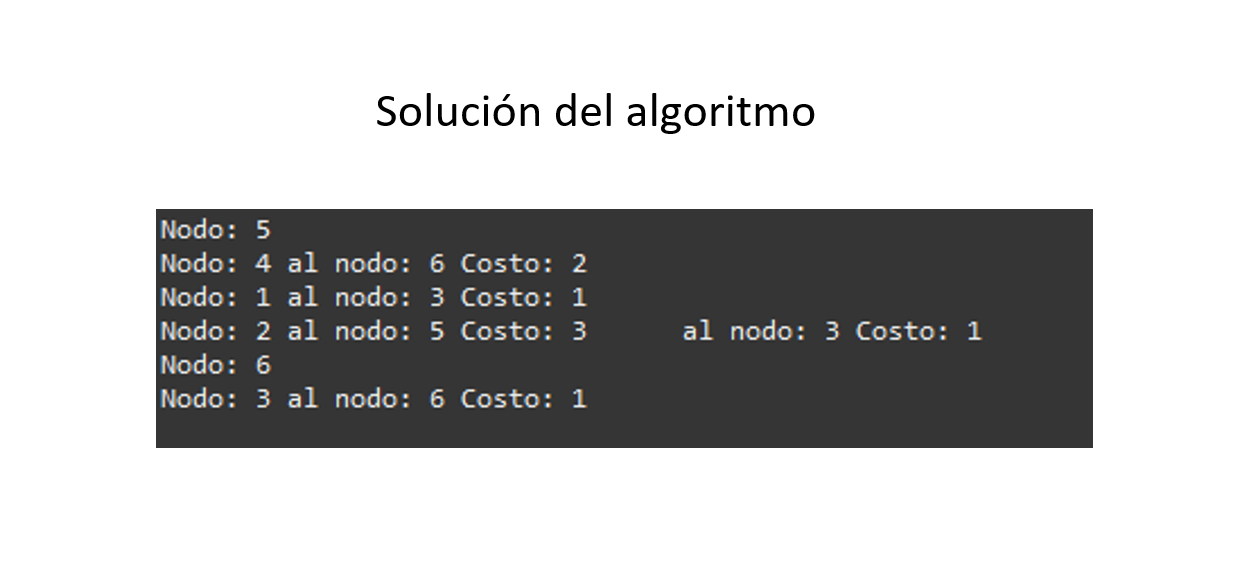 Solución del algoritmo
Nodo: 5
Nodo: 4 al nodo: 6 Costo: 2
Nodo: 1 al nodo: 3 Costo: 1
Nodo: 2 al nodo: 5 Costo: 3      al nodo: 3 Costo: 1
Nodo: 6
Nodo: 3 al nodo: 6 Costo: 1